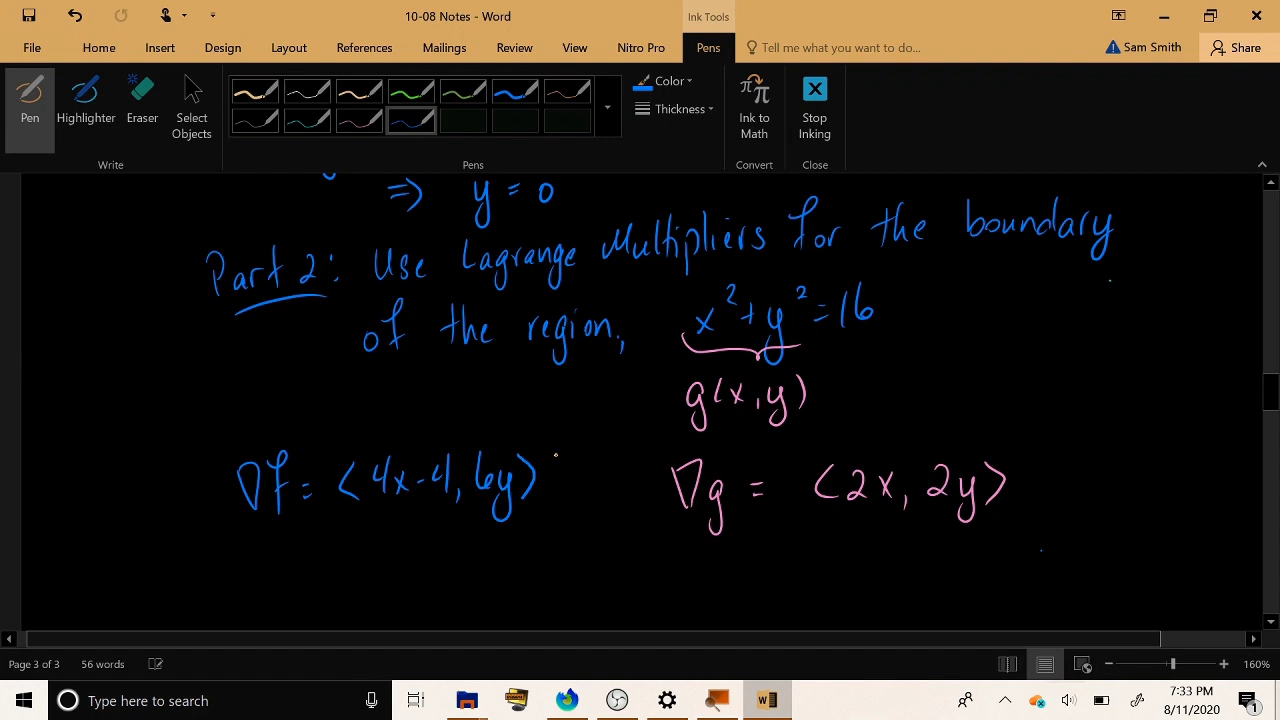 10-08 Notes - Word
Ink Tools
File Home Insert Design Layout References Mailings Review View Nitro Pro Pens Tell me what you want to do... Sam Smith Share
Pen Highlighter Eraser Select Objects
Color
Thickness
Ink to Math
Stop Inking
Write Pens Convert Close
⇒ y = 0
Part 2: Use Lagrange Multipliers for the boundary
of the region, x² + y² = 16
g(x, y)
∇f = ⟨4x-4, 6y⟩ ∇g = ⟨2x, 2y⟩
Page 3 of 3 56 words 160%
Type here to search
7:33 PM
8/11/2020
1